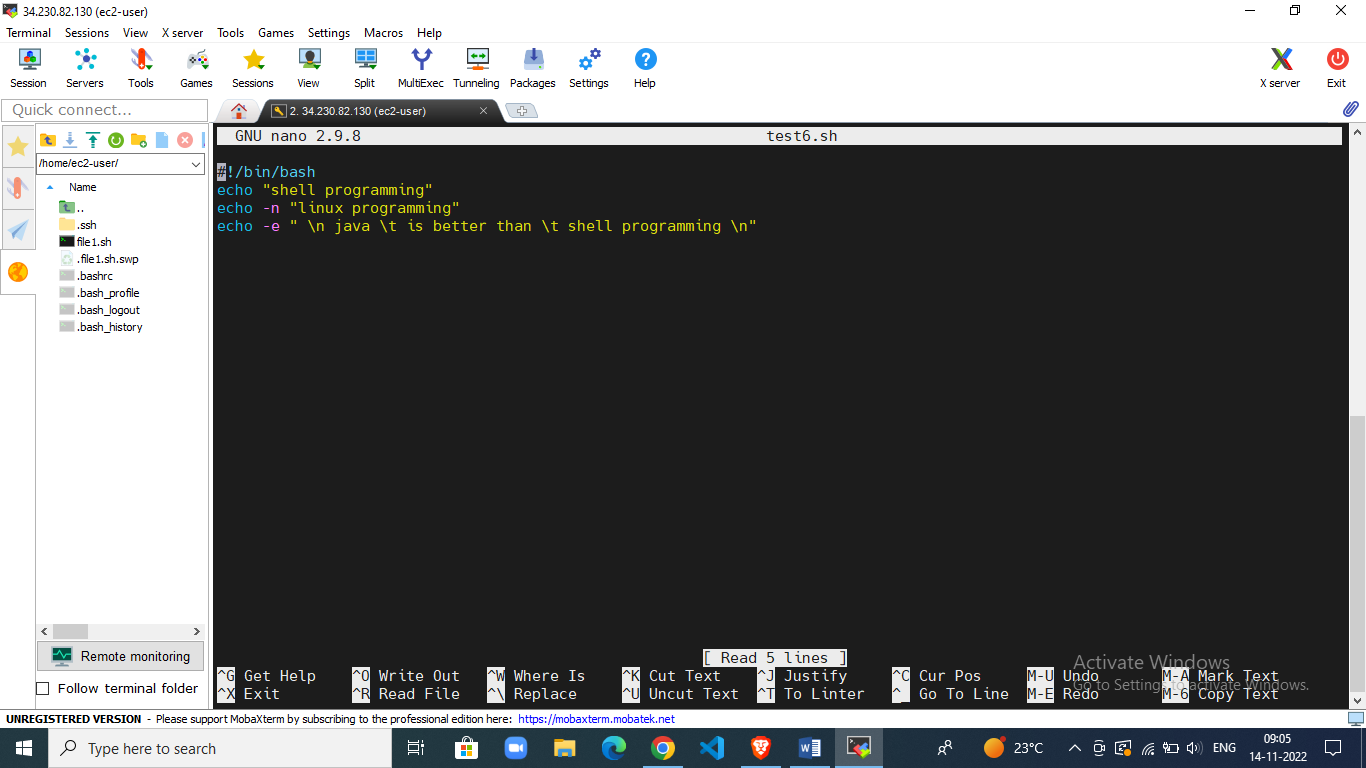 34.230.82.130 (ec2-user)
Terminal Sessions View X server Tools Games Settings Macros Help
Session Servers Tools Games Sessions View Split MultiExec Tunneling Packages Settings Help X server Exit
Quick connect...
2. 34.230.82.130 (ec2-user)
/home/ec2-user/
Name
..
.ssh
file1.sh
.file1.sh.swp
.bashrc
.bash_profile
.bash_logout
.bash_history
GNU nano 2.9.8 test6.sh
#!/bin/bash
echo "shell programming"
echo -n "linux programming"
echo -e " \n java \t is better than \t shell programming \n"
[ Read 5 lines ]
^G Get Help ^O Write Out ^W Where Is ^K Cut Text ^J Justify ^C Cur Pos M-U Undo M-A Mark Text
^X Exit ^R Read File ^\ Replace ^U Uncut Text ^T To Linter ^_ Go To Line M-E Redo M-6 Copy Text
Activate Windows
Go to Settings to activate Windows.
Remote monitoring
Follow terminal folder
UNREGISTERED VERSION - Please support MobaXterm by subscribing to the professional edition here: https://mobaxterm.mobatek.net
Type here to search
23°C
ENG
09:05
14-11-2022